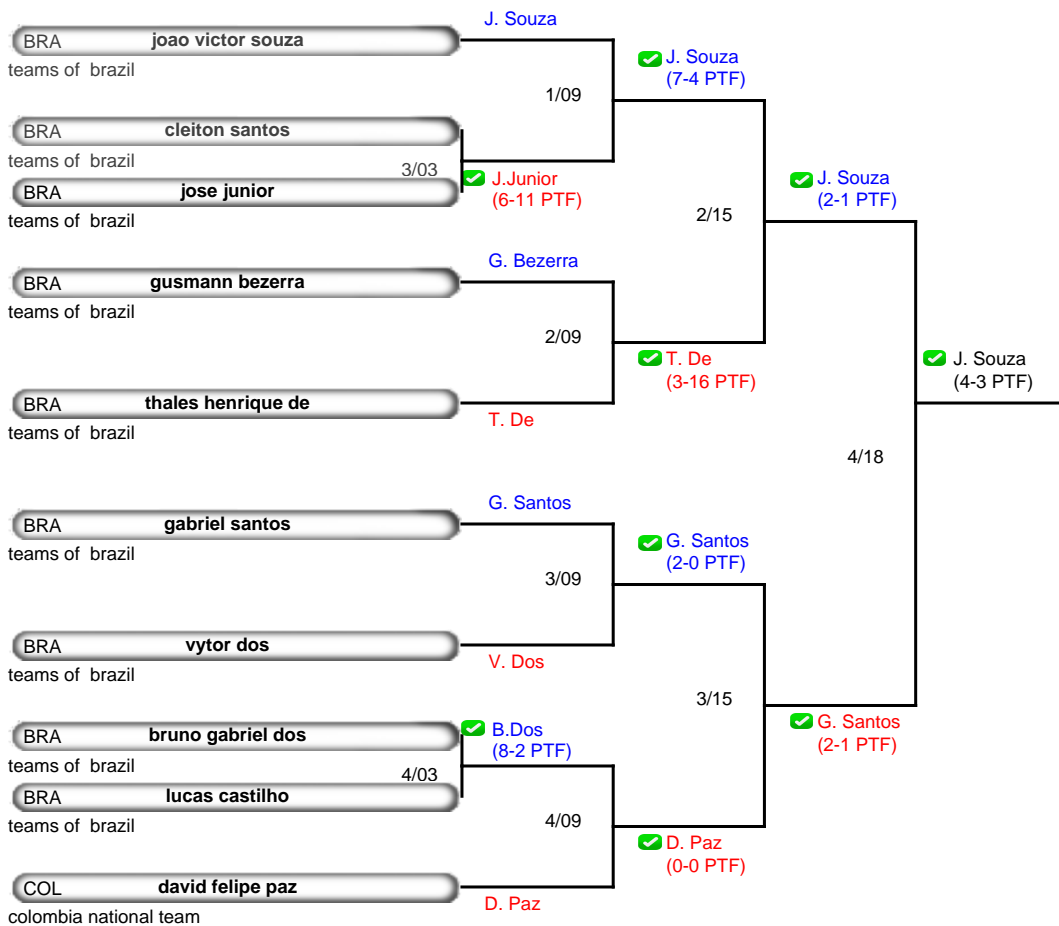 J. Souza
BRA joao victor souza
teams of  brazil
J. Souza
(7-4 PTF)
1/09
BRA cleiton santos
teams of  brazil
3/03
J.Junior
(6-11 PTF)
BRA jose junior
teams of  brazil
J. Souza
(2-1 PTF)
2/15
G. Bezerra
BRA gusmann bezerra
teams of  brazil
2/09
T. De
(3-16 PTF)
BRA thales henrique de
teams of  brazil
T. De
J. Souza
(4-3 PTF)
4/18
G. Santos
BRA gabriel santos
teams of  brazil
G. Santos
(2-0 PTF)
3/09
BRA vytor dos
teams of  brazil
V. Dos
3/15
G. Santos
(2-1 PTF)
BRA bruno gabriel dos
teams of  brazil
B.Dos
(8-2 PTF)
4/03
BRA lucas castilho
teams of  brazil
4/09
D. Paz
(0-0 PTF)
COL david felipe paz
colombia national team
D. Paz